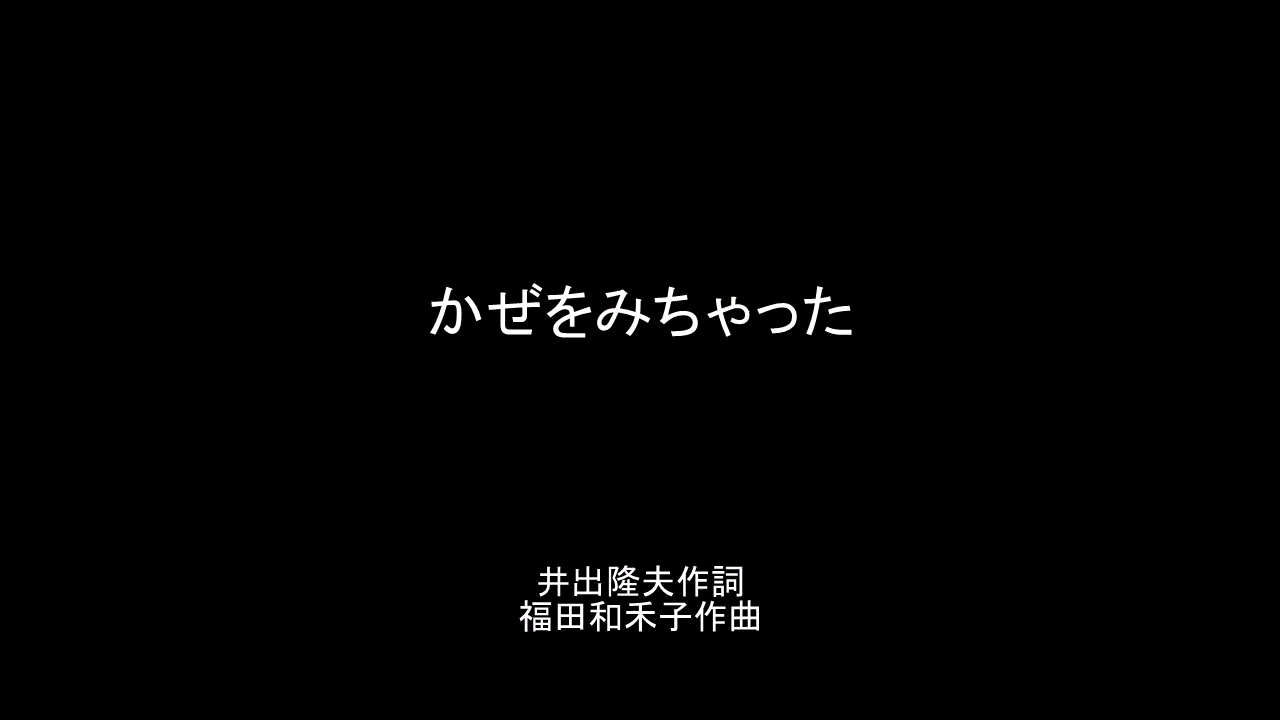 かぜをみちゃった
井出隆夫作詞
福田和禾子作曲